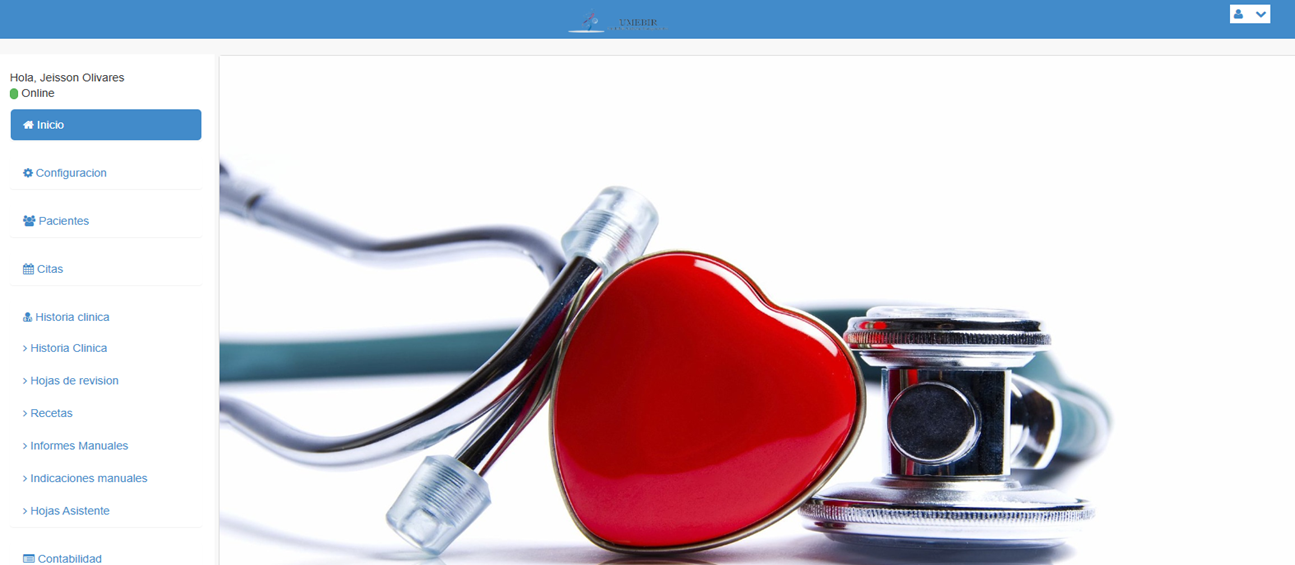 UMEDIR
Hola, Jeisson Olivares
Online
Inicio
Configuracion
Pacientes
Citas
Historia clinica
Historia Clinica
Hojas de revision
Recetas
Informes Manuales
Indicaciones manuales
Hojas Asistente
Contabilidad